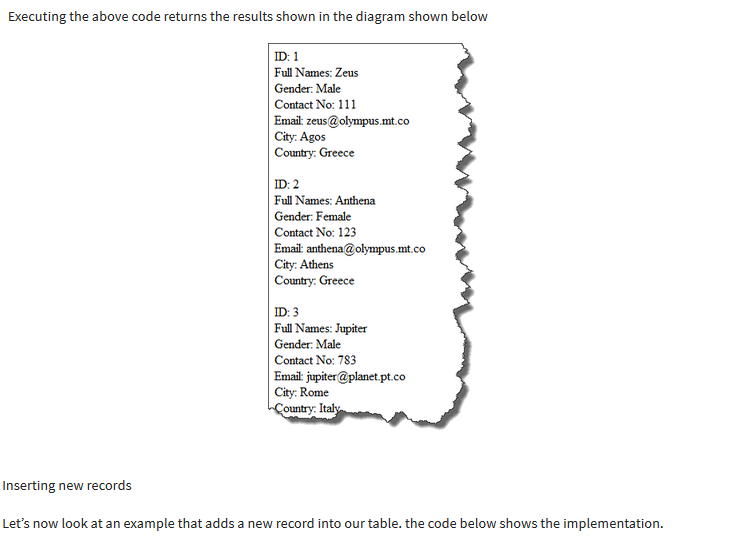 Executing the above code returns the results shown in the diagram shown below
ID: 1
Full Names: Zeus
Gender: Male
Contact No: 111
Email: zeus@olympus.mt.co
City: Agos
Country: Greece
ID: 2
Full Names: Anthena
Gender: Female
Contact No: 123
Email: anthena@olympus.mt.co
City: Athens
Country: Greece
ID: 3
Full Names: Jupiter
Gender: Male
Contact No: 783
Email: jupiter@planet.pt.co
City: Rome
Country: Italy
Inserting new records
Let’s now look at an example that adds a new record into our table. the code below shows the implementation.